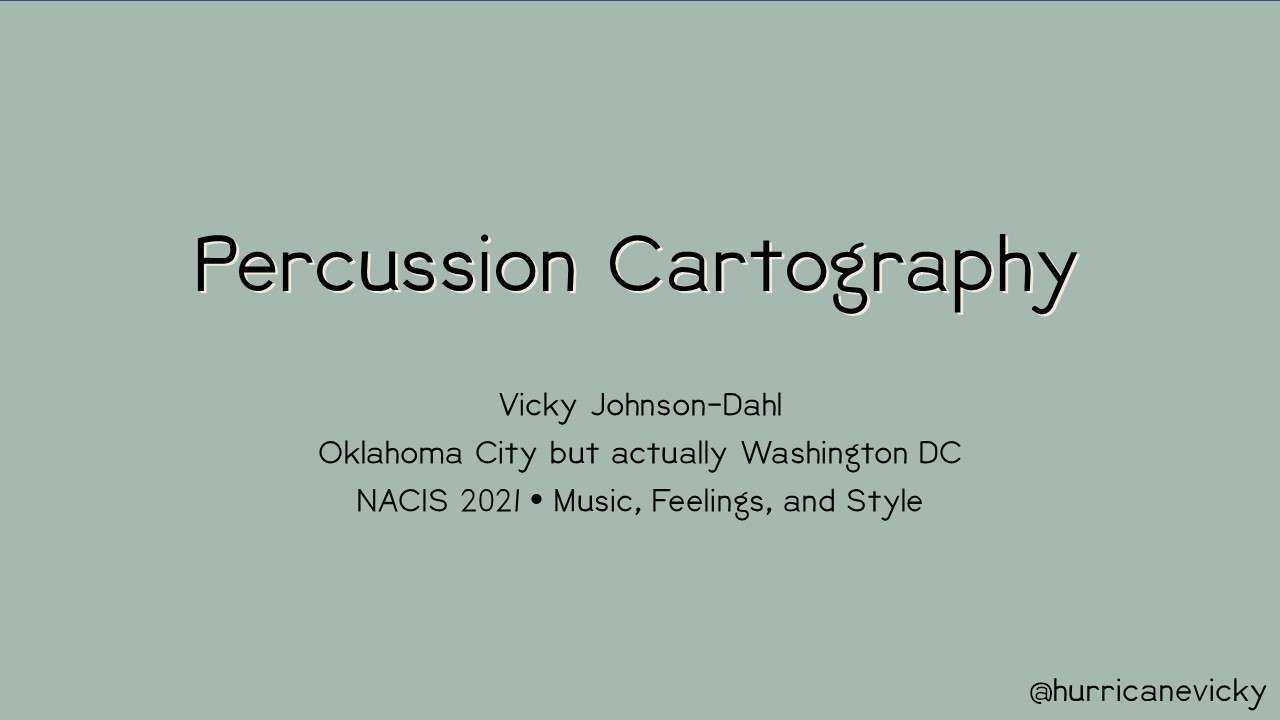 Percussion Cartography
Vicky Johnson-Dahl
Oklahoma City but actually Washington DC
NACIS 2021 • Music, Feelings, and Style
@hurricanevicky